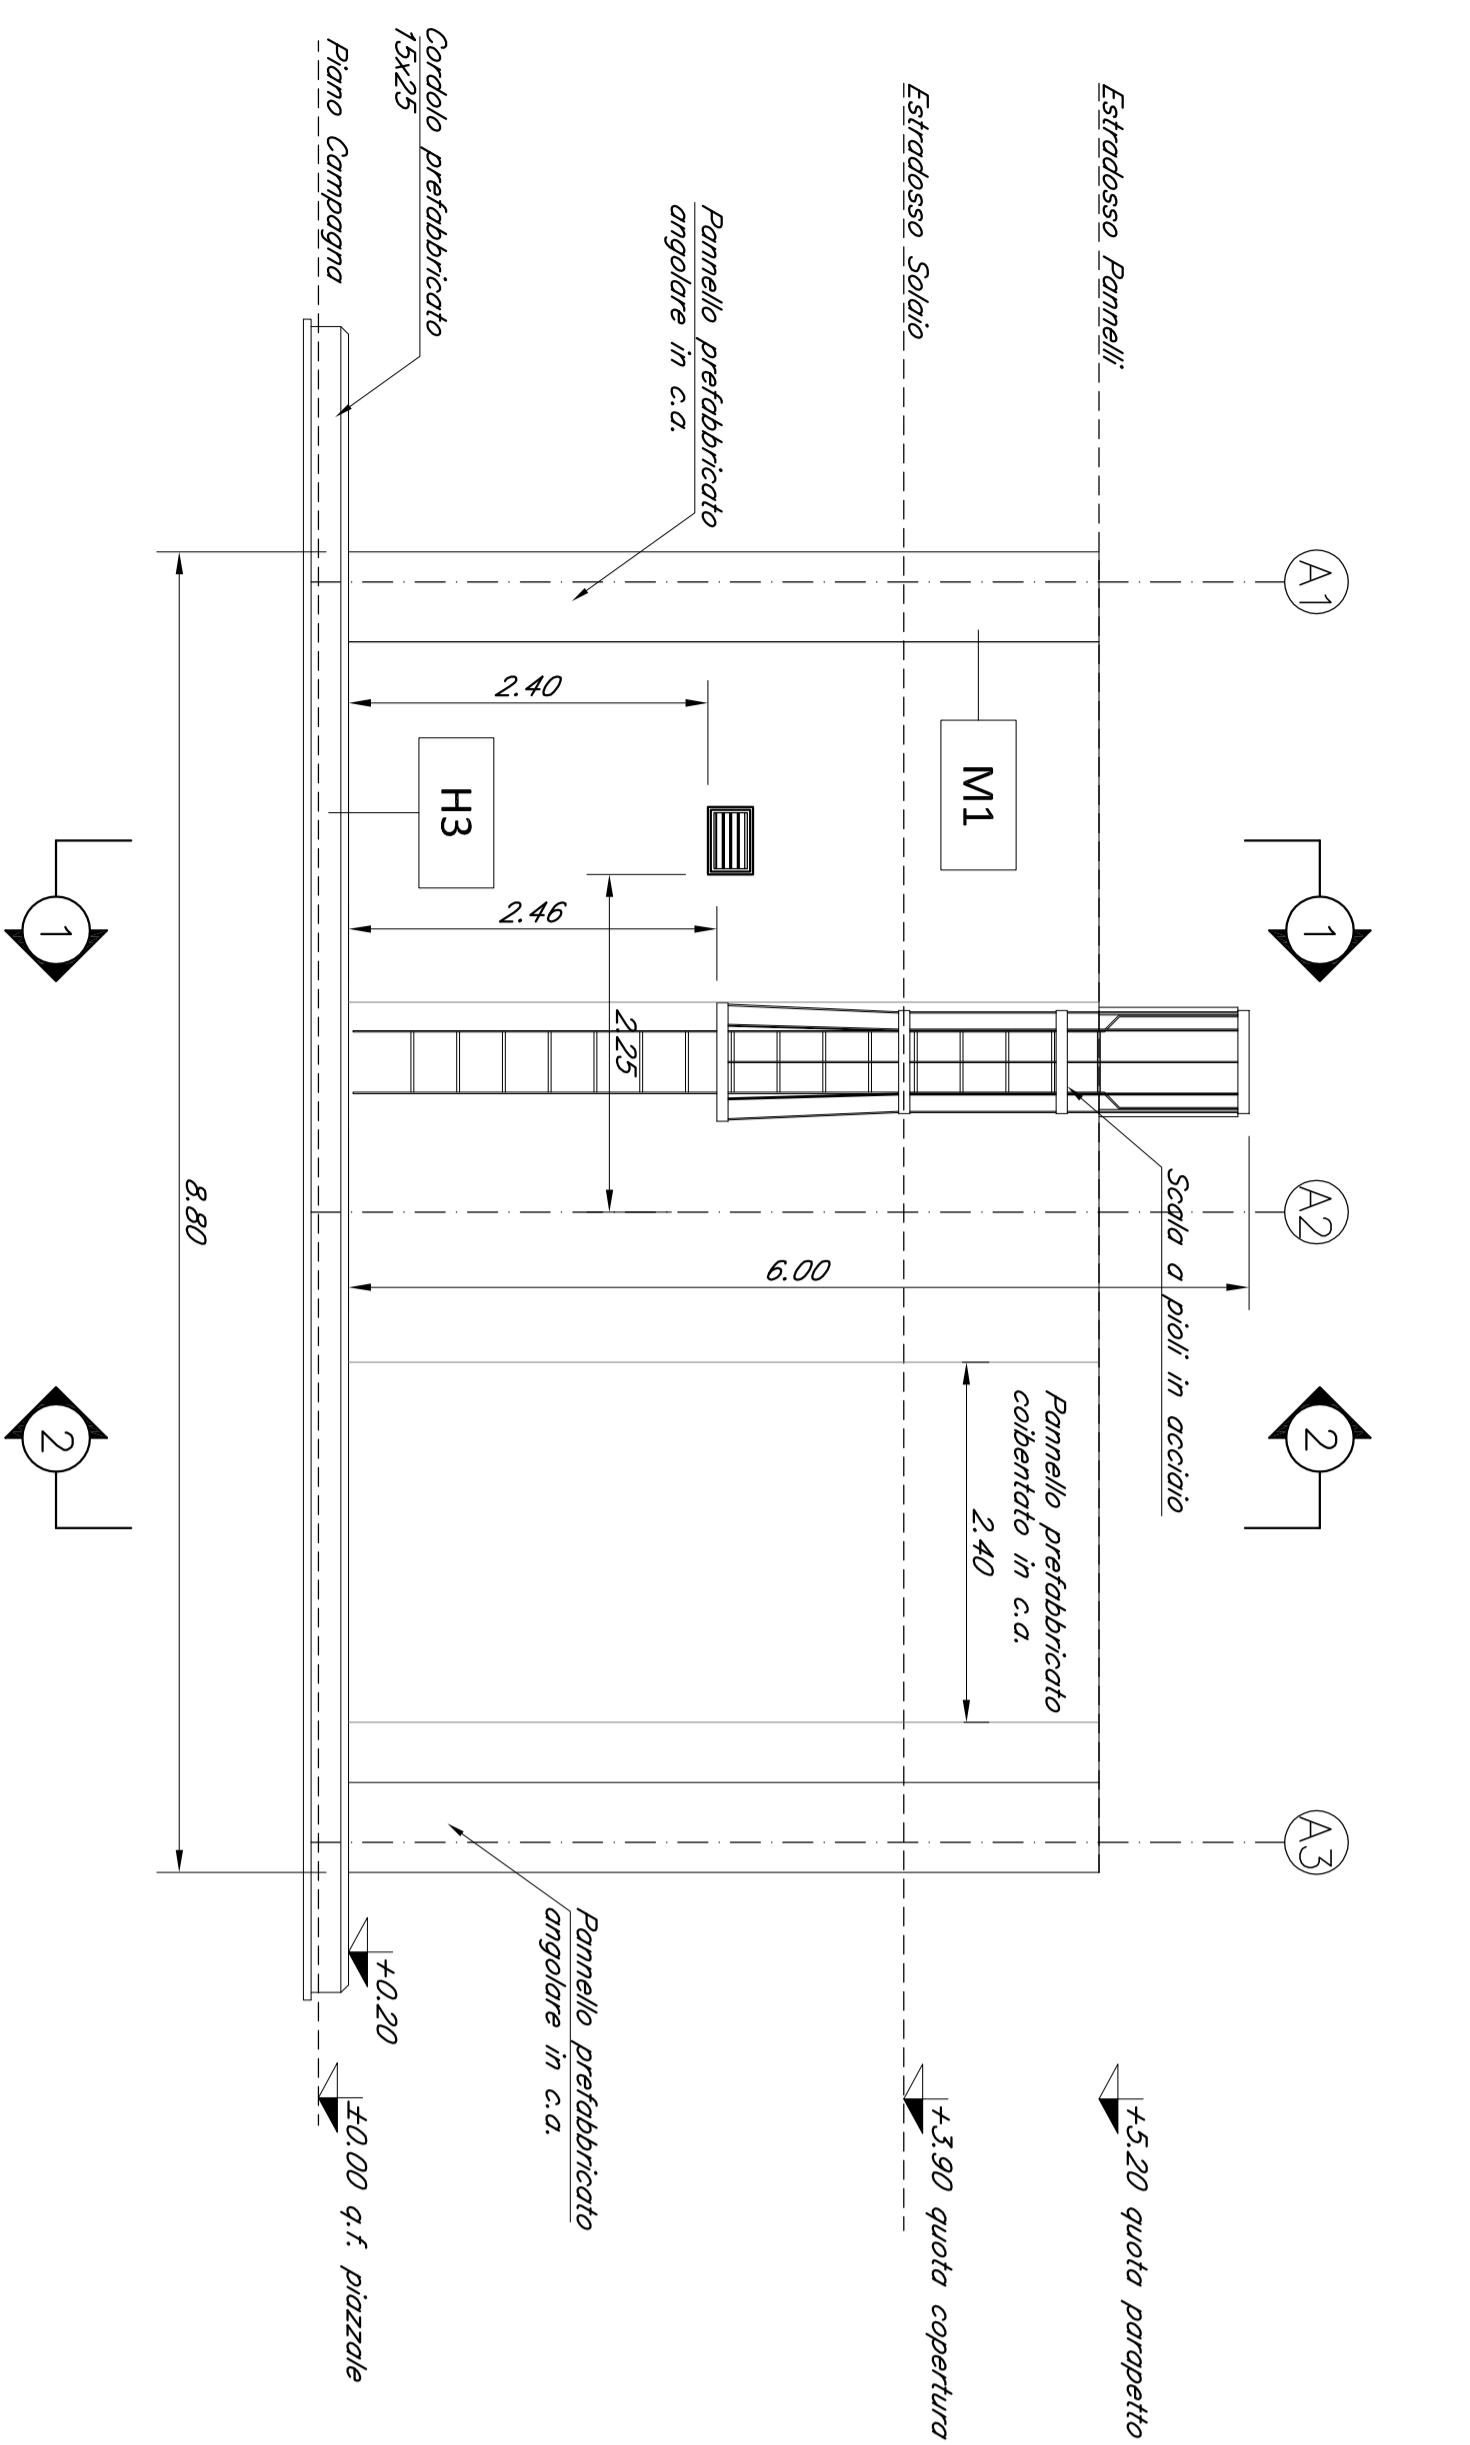 A1
A2
A3
1
2
Scala a pioli in acciaio
Estradosso Pannelli
+5.20 quota parapetto
Pannello prefabbricato
coibentato in c.a.
2.40
M1
6.00
Estradosso Solaio
+3.90 quota copertura
Pannello prefabbricato
angolare in c.a.
2.40
2.46
2.25
Pannello prefabbricato
angolare in c.a.
H3
Cordolo prefabbricato
15x25
+0.20
Piano Campagna
±0.00 q.f. piazzale
8.80
1
2